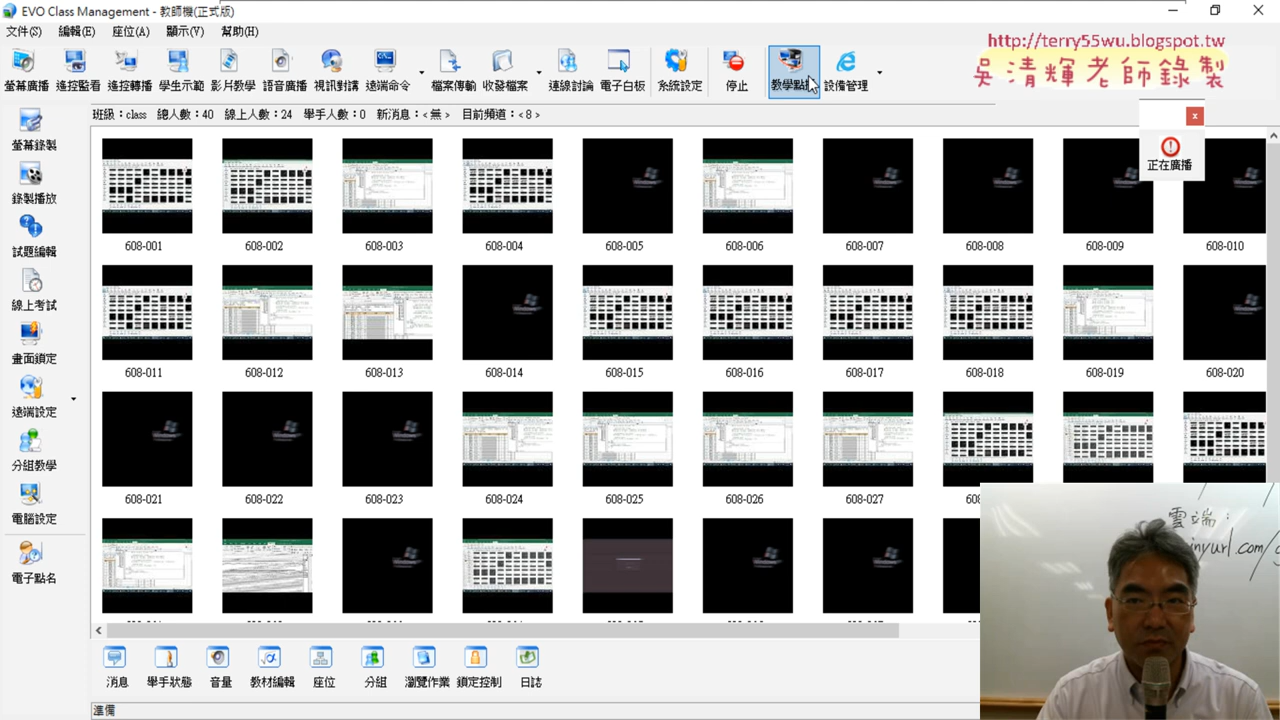 EVO Class Management - 教師機(正式版)
文件(S) 編輯(E) 座位(A) 顯示(V) 幫助(H)
http://terry55wu.blogspot.tw
吳清輝老師錄製
螢幕廣播 遠控監看 遠控轉播 學生示範 影片教學 語音廣播 視訊對講 遠端命令 檔案傳輸 收發檔案 連線討論 電子白板 系統設定 停止 教學點 設備管理
班級：class 總人數：40 線上人數：24 舉手人數：0 新消息：<無> 目前頻道：<8>
x
正在廣播
螢幕錄製
錄製播放
試題編輯
線上考試
畫面鎖定
遠端設定
分組教學
電腦設定
電子點名
608-001 608-002 608-003 608-004 608-005 608-006 608-007 608-008 608-009 608-010
608-011 608-012 608-013 608-014 608-015 608-016 608-017 608-018 608-019 608-020
608-021 608-022 608-023 608-024 608-025 608-026 608-027
雲端：
inyurl.com/
消息 舉手狀態 音量 教材編輯 座位 分組 瀏覽作業 鎖定控制 日誌
準備